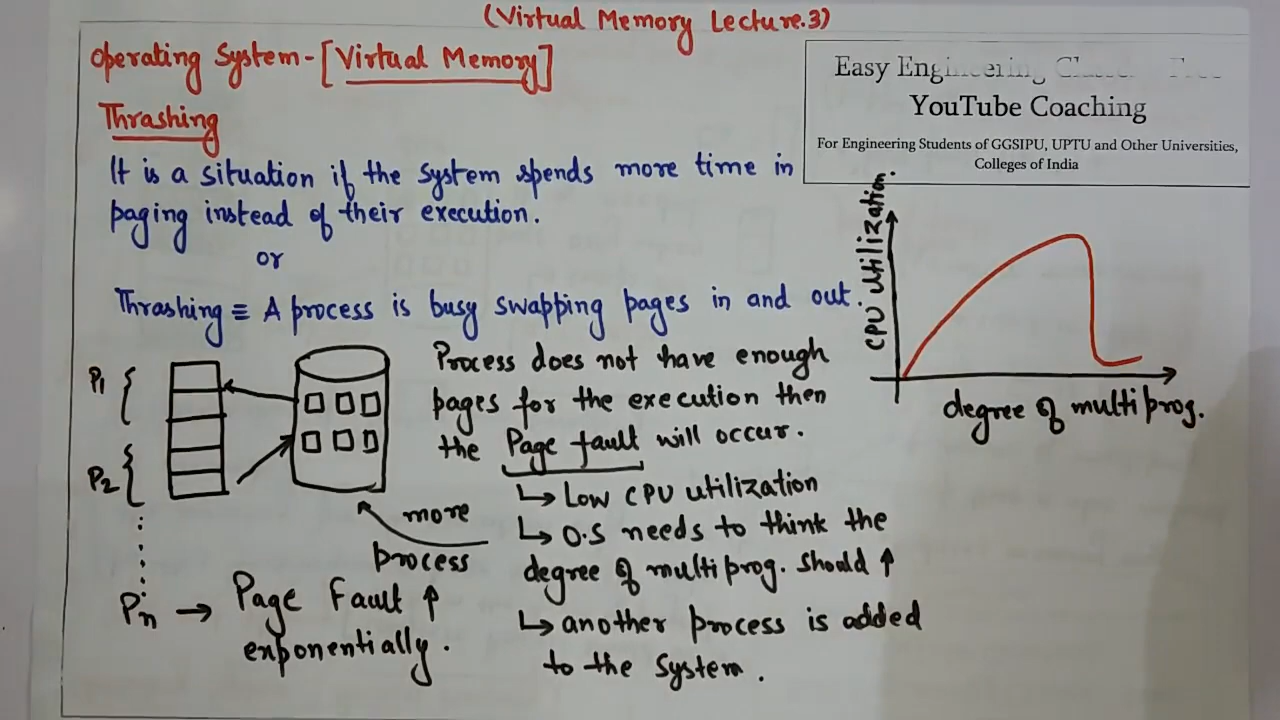 (Virtual Memory Lecture.3)
Operating System-[Virtual Memory]
Easy Engineering
YouTube Coaching
For Engineering Students of GGSIPU, UPTU and Other Universities,
Colleges of India
Thrashing
It is a situation if the system spends more time in
paging instead of their execution.
or
Thrashing ≡ A process is busy swapping pages in and out.
CPU utilization.
degree of multiprog.
P1
P2
Pn → Page Fault ↑
exponentially.
more
process
Process does not have enough
pages for the execution then
the Page fault will occur.
↳ Low CPU utilization
↳ O.S needs to think the
degree of multiprog. should ↑
↳ another process is added
to the system.